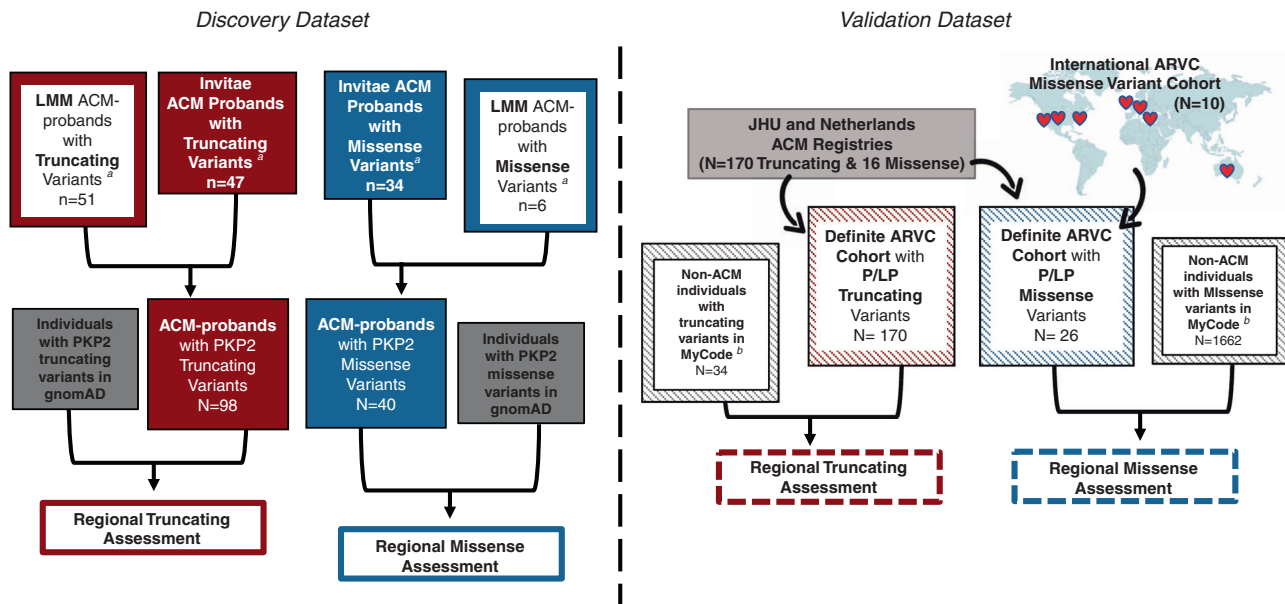 Discovery Dataset
LMM ACM-
probands with
Truncating
Variants a
n=51
Invitae
ACM Probands
with
Truncating
Variants a
n=47
Invitae ACM
Probands
with
Missense
Variantsa
n=34
LMM ACM-
probands
with
Missense
Variants a
n=6
Individuals
with PKP2
truncating
variants in
gnomAD
ACM-probands
with PKP2
Truncating
Variants
N=98
ACM-probands
with PKP2
Missense
Variants
N=40
Individuals
with PKP2
missense
variants in
gnomAD
Regional Truncating
Assessment
Regional Missense
Assessment
Validation Dataset
International ARVC
Missense Variant Cohort
(N=10)
JHU and Netherlands
ACM Registries
(N=170 Truncating & 16 Missense)
Non-ACM
individuals
with
truncating
variants in
MyCode b
N=34
Definite ARVC
Cohort with
P/LP
Truncating
Variants
N= 170
Definite ARVC
Cohort with
P/LP
Missense
Variants
N= 26
Non-ACM
individuals
with MIssense
variants in
MyCode b
N=1662
Regional Truncating
Assessment
Regional Missense
Assessment